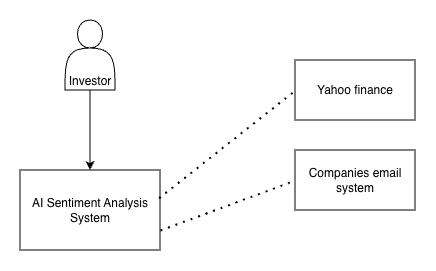 Investor
Yahoo finance
Companies email
system
AI Sentiment Analysis
System